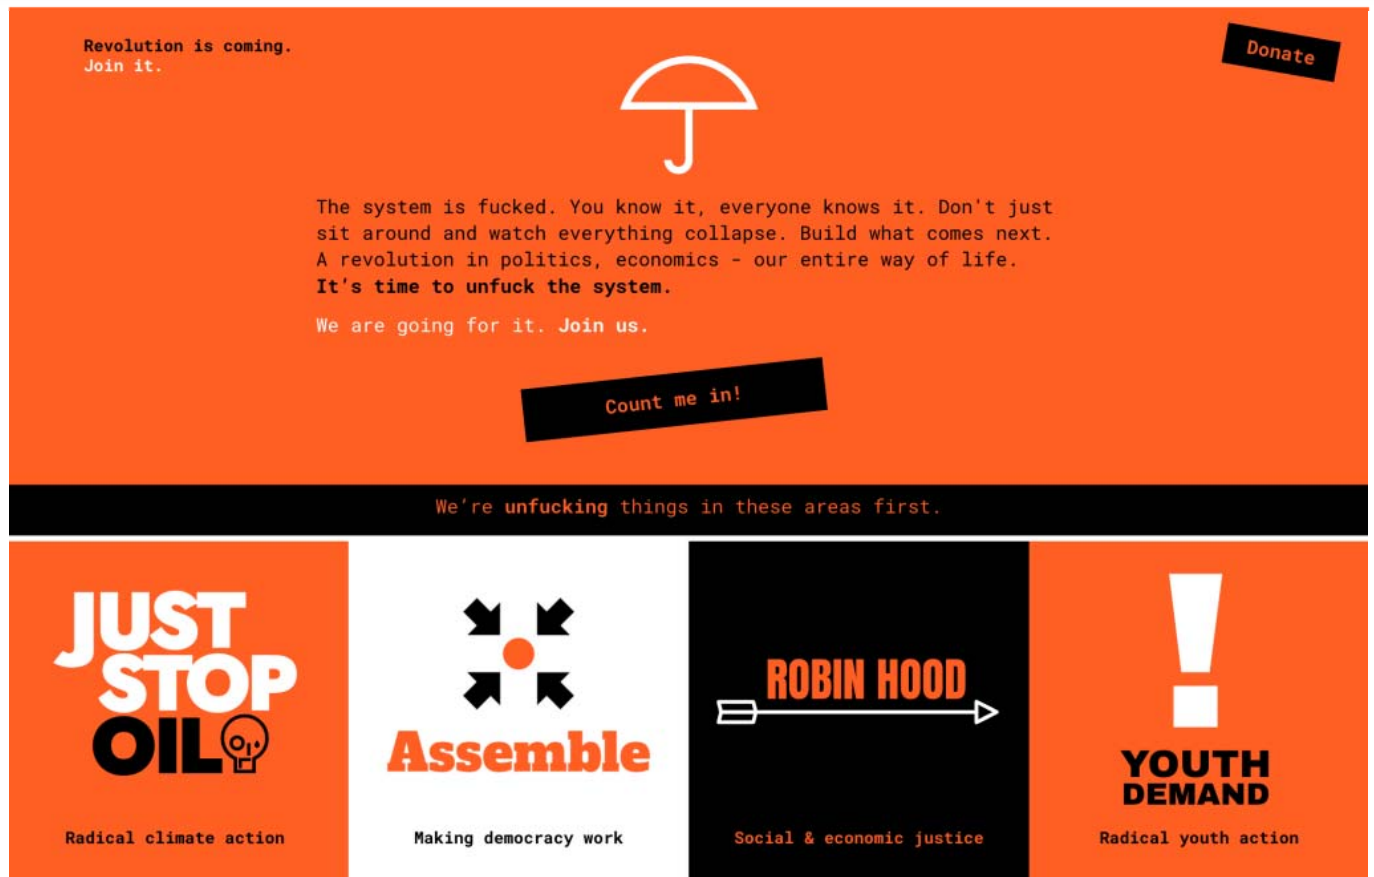 Revolution is coming.
Join it.
Donate
The system is fucked. You know it, everyone knows it. Don't just
sit around and watch everything collapse. Build what comes next.
A revolution in politics, economics - our entire way of life.
It’s time to unfuck the system.
We are going for it. Join us.
Count me in!
We’re unfucking things in these areas first.
JUST
STOP
OIL
Radical climate action
Assemble
Making democracy work
ROBIN HOOD
Social & economic justice
!
YOUTH
DEMAND
Radical youth action